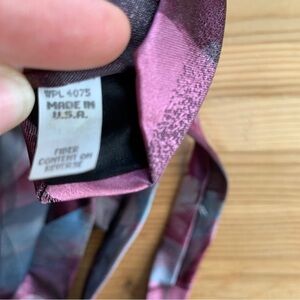 WPL 4075
MADE IN
U.S.A.
FIBER
CONTENT ON
REVERSE